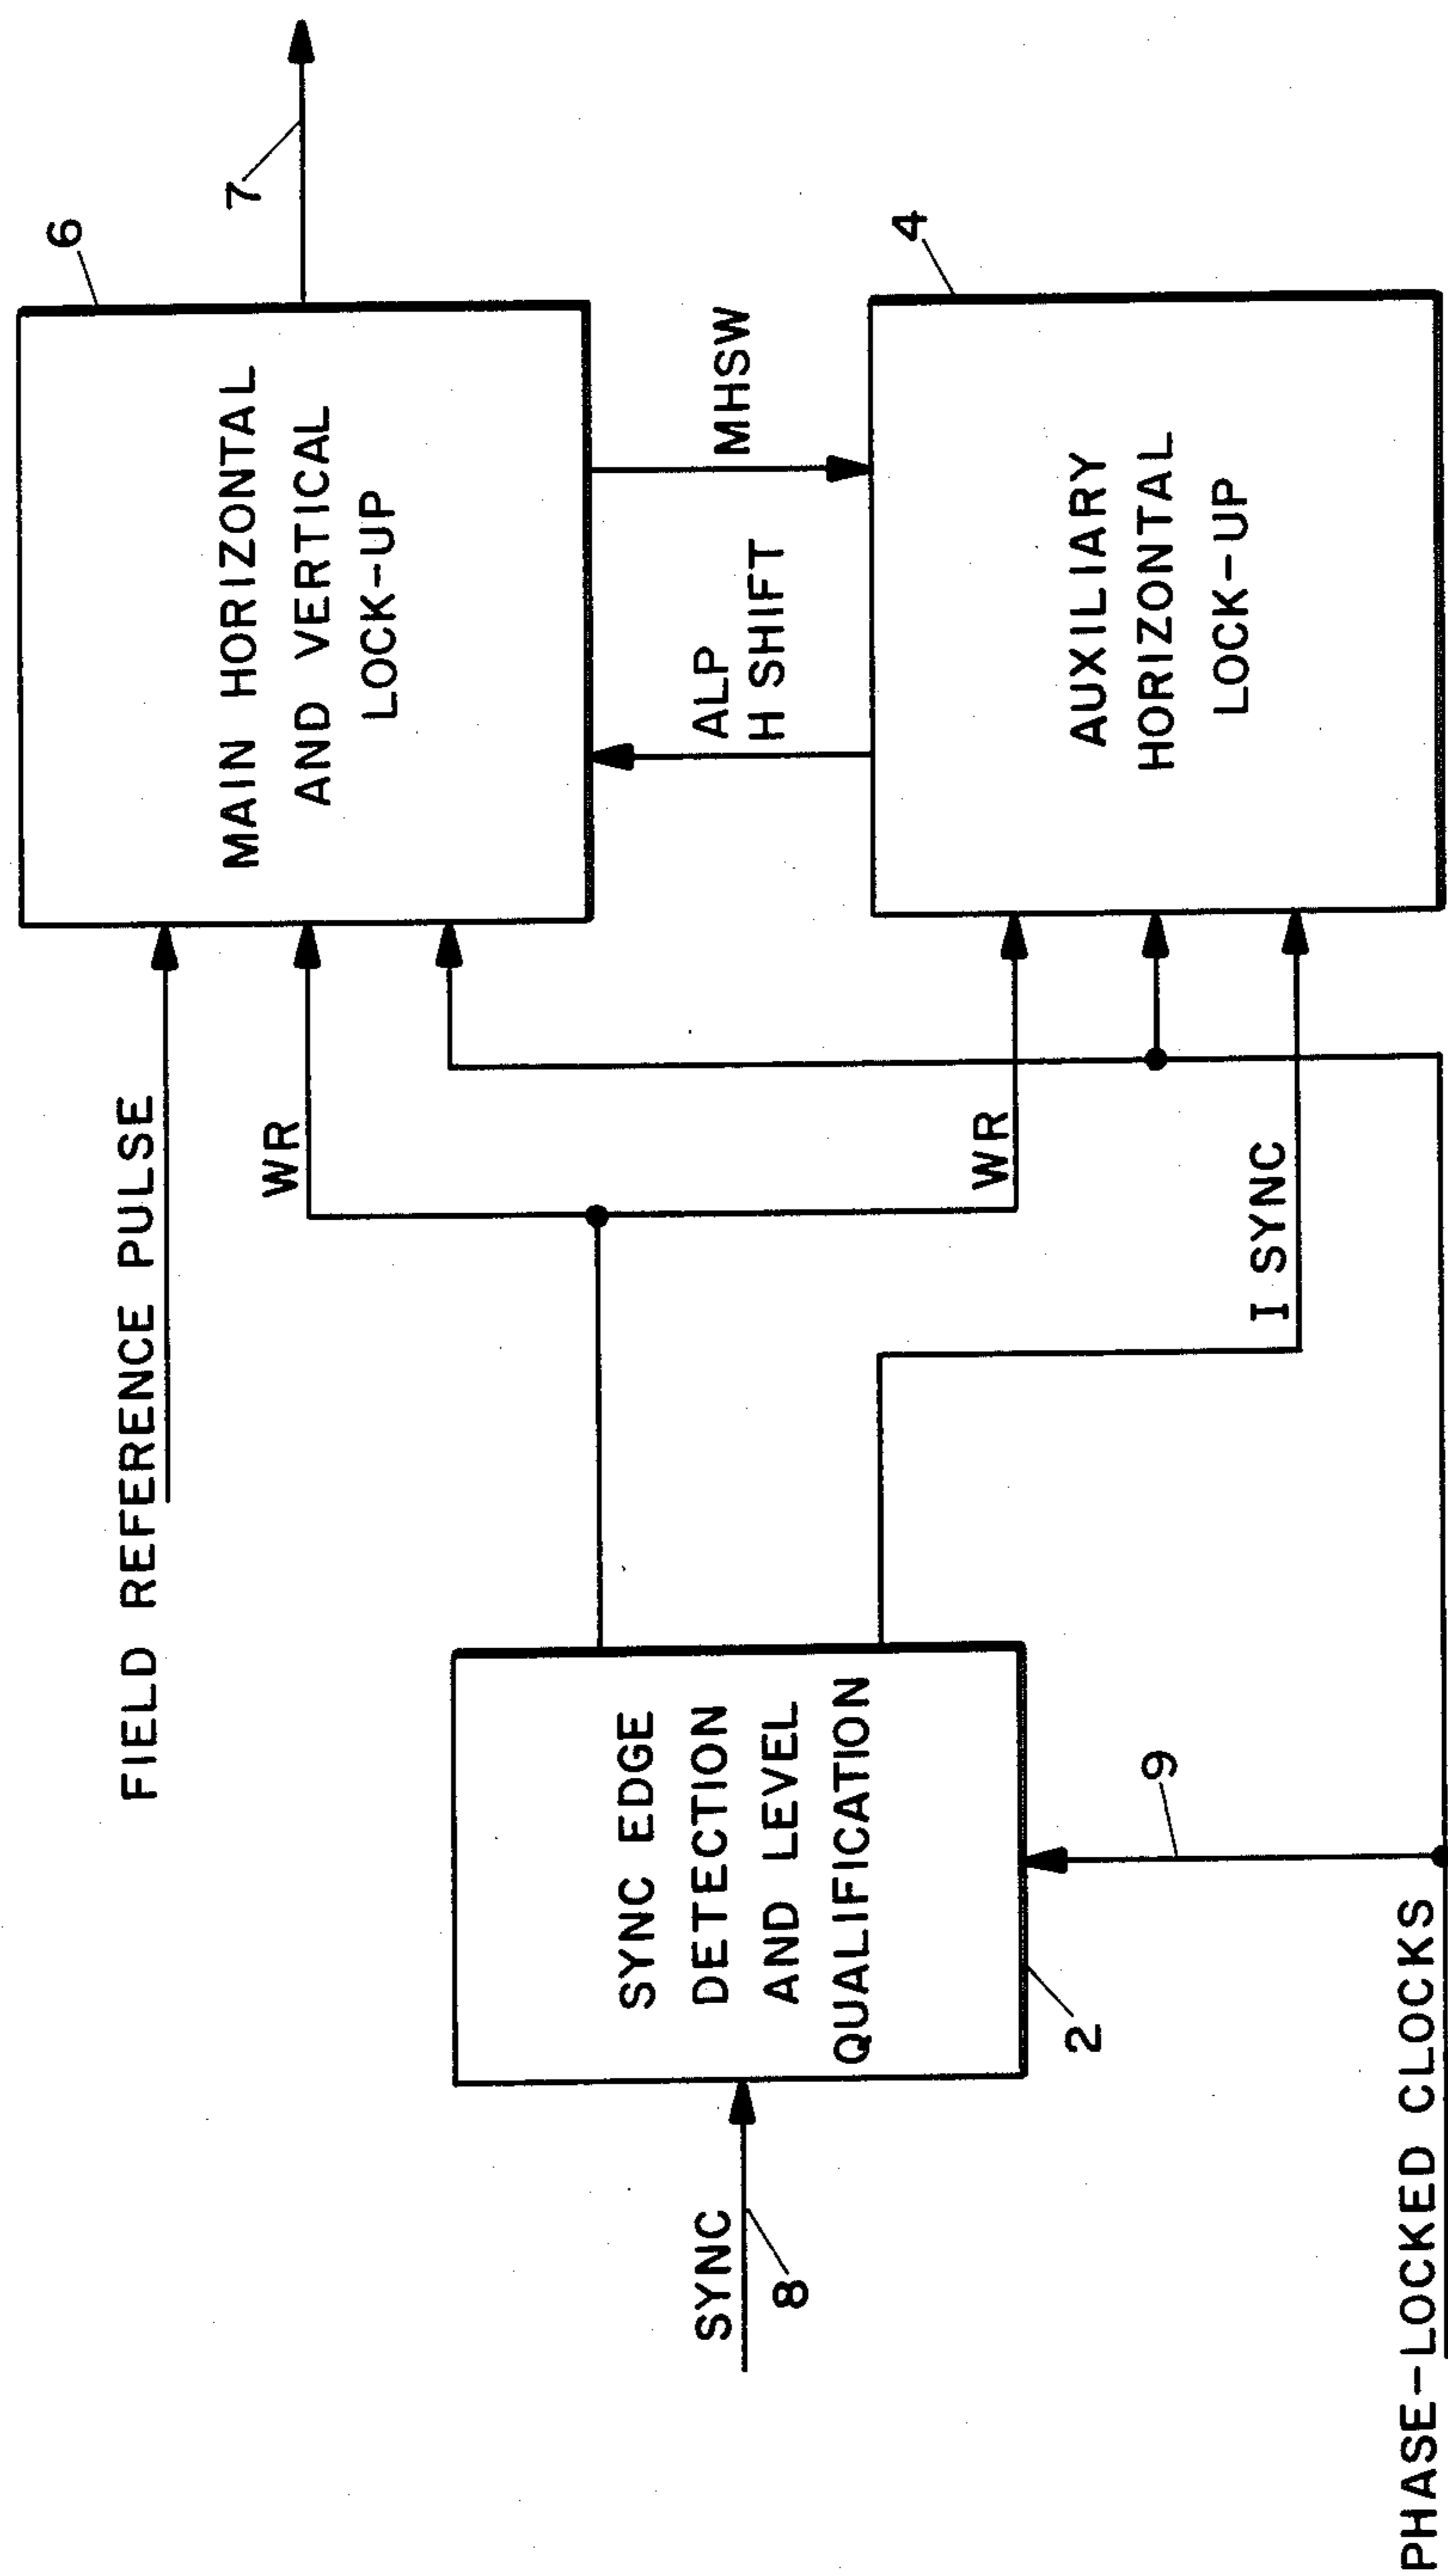 FIELD REFERENCE PULSE
WR
MAIN HORIZONTAL
AND VERTICAL
LOCK-UP
6
7
SYNC
8
SYNC EDGE
DETECTION
AND LEVEL
QUALIFICATION
2
ALP
H SHIFT
MHSW
WR
I SYNC
AUXILIARY
HORIZONTAL
LOCK-UP
4
9
PHASE-LOCKED CLOCKS